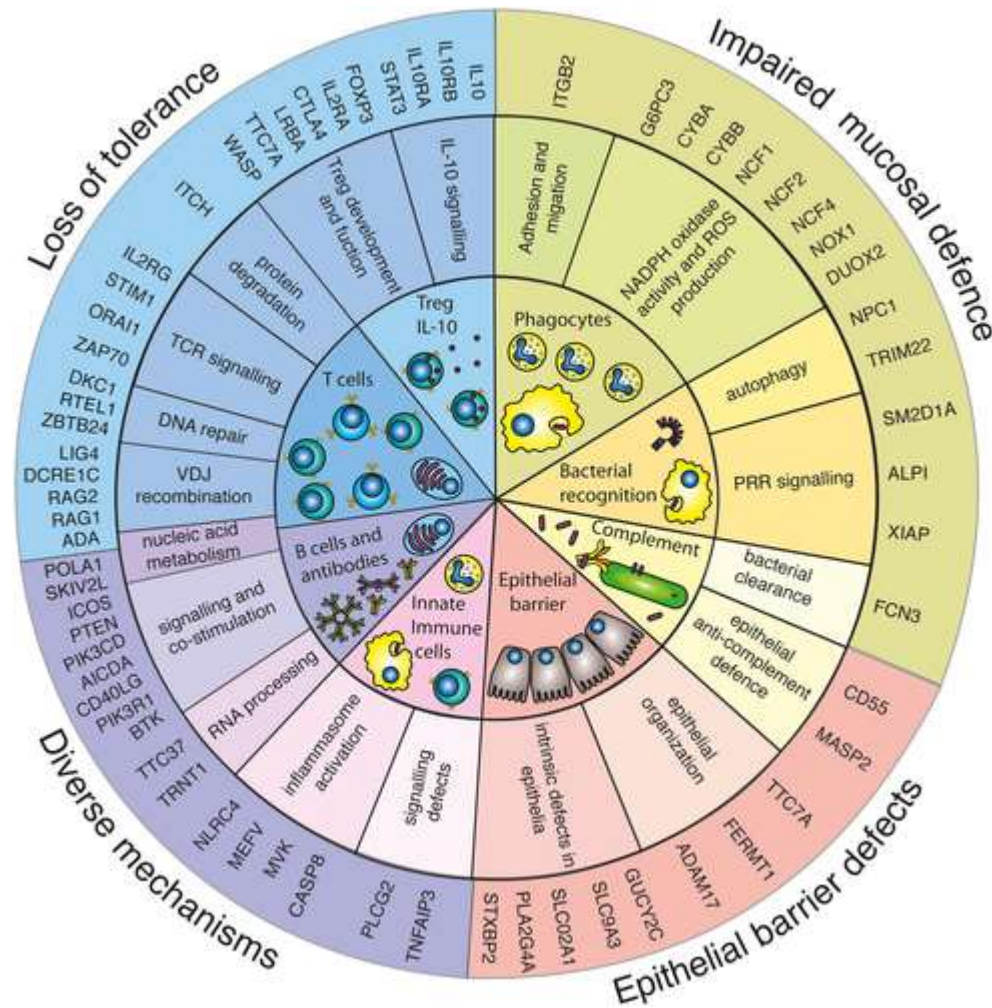 Loss of tolerance
Impaired mucosal defence
Epithelial barrier defects
Diverse mechanisms
ITGB2
G6PC3
CYBA
CYBB
NCF1
NCF2
NCF4
NOX1
DUOX2
NPC1
TRIM22
SM2D1A
ALPI
XIAP
FCN3
CD55
MASP2
TTC7A
FERMT1
ADAM17
GUCY2C
SLC9A3
SLC02A1
PLA2G4A
STXBP2
TNFAIP3
PLCG2
CASP8
MVK
MEFV
NLRC4
TRNT1
TTC37
BTK
PIK3R1
CD40LG
AICDA
PIK3CD
PTEN
ICOS
SKIV2L
POLA1
ADA
RAG1
RAG2
DCRE1C
LIG4
ZBTB24
RTEL1
DKC1
ZAP70
ORAI1
STIM1
IL2RG
ITCH
WASP
TTC7A
LRBA
CTLA4
IL2RA
FOXP3
STAT3
IL10RA
IL10RB
IL10
Adhesion and
migation
NADPH oxidase
activity and ROS
production
autophagy
PRR signalling
bacterial
clearance
epithelial
anti-complement
defence
epithelial
organization
intrinsic defects in
epithelia
signalling
defects
inflammasome
activation
RNA processing
signalling and
co-stimulation
nucleic acid
metabolism
VDJ
recombination
DNA repair
TCR signalling
protein
degradation
Treg development
and fuction
IL-10 signalling
Phagocytes
Bacterial
recognition
Complement
Epithelial
barrier
Innate
Immune
cells
B cells and
antibodies
T cells
Treg
IL-10